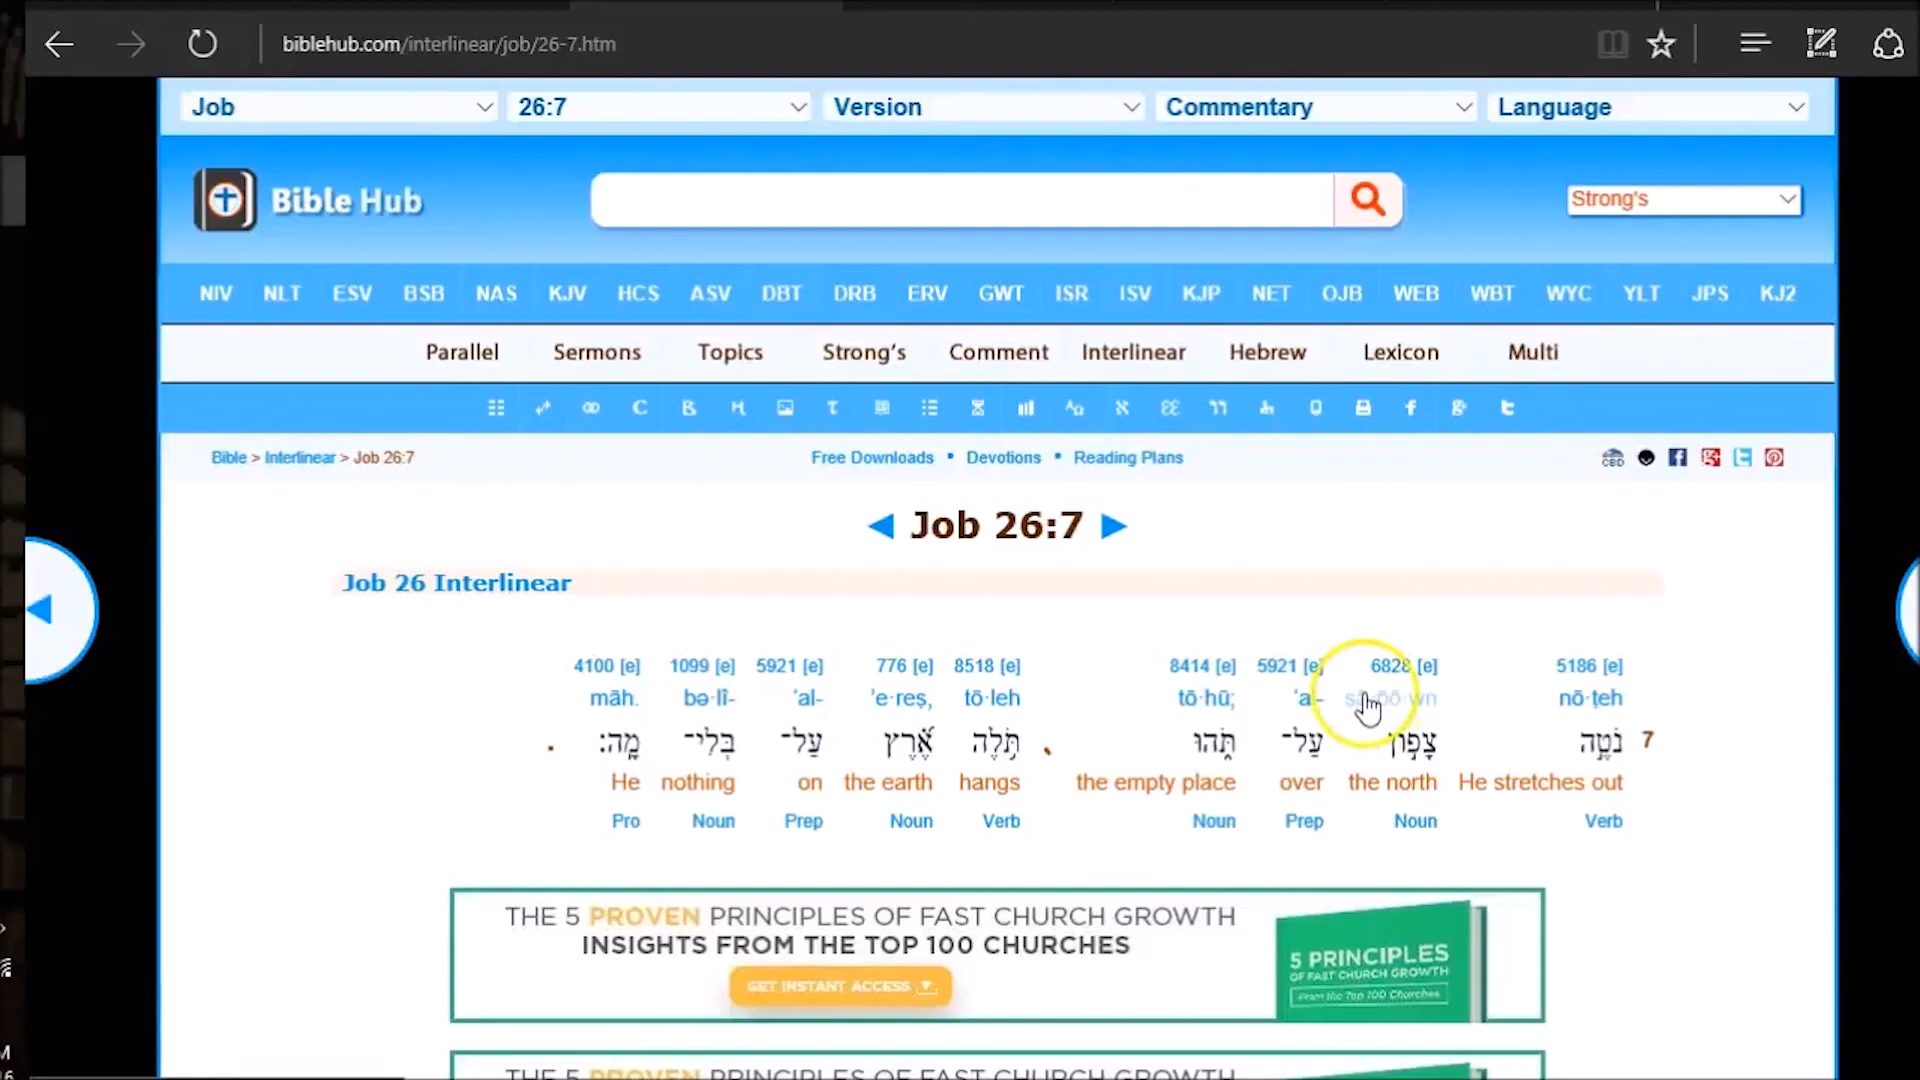 biblehub.com/interlinear/job/26-7.htm
Job 26:7 Version Commentary Language
Bible Hub
Strong's
NIV NLT ESV BSB NAS KJV HCS ASV DBT DRB ERV GWT ISR ISV KJP NET OJB WEB WBT WYC YLT JPS KJ2
Parallel Sermons Topics Strong's Comment Interlinear Hebrew Lexicon Multi
Bible > Interlinear > Job 26:7 Free Downloads • Devotions • Reading Plans
Job 26:7
Job 26 Interlinear
4100 [e] 1099 [e] 5921 [e] 776 [e] 8518 [e] 8414 [e] 5921 [e] 6828 [e] 5186 [e]
māh. bə·lî- ‘al- ’e·reṣ, tō·leh tō·hū; ‘al- nō·ṭeh
7 נֹטֶ֣ה צָפ֣וֹן עַל־ תֹּ֑הוּ תֹּ֥לֶה אֶ֝֗רֶץ עַל־ בְּלִי־ מָֽה׃
He nothing on the earth hangs the empty place over the north He stretches out
Pro Noun Prep Noun Verb Noun Prep Noun Verb
THE 5 PROVEN PRINCIPLES OF FAST CHURCH GROWTH
INSIGHTS FROM THE TOP 100 CHURCHES
GET INSTANT ACCESS
5 PRINCIPLES
OF FAST CHURCH GROWTH
From the Top 100 Churches
THE 5 PROVEN PRINCIPLES OF FAST CHURCH GROWTH